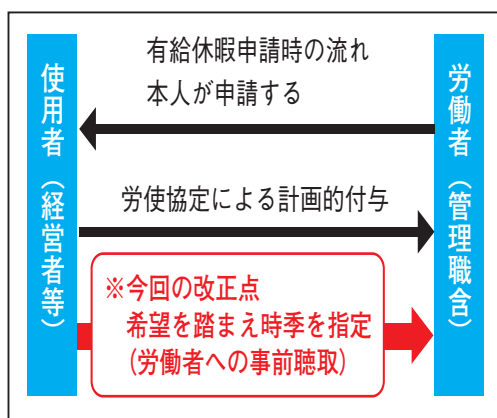 使用者（経営者等）
有給休暇申請時の流れ
本人が申請する
労使協定による計画的付与
※今回の改正点
希望を踏まえ時季を指定
(労働者への事前聴取)
労働者（管理職含）